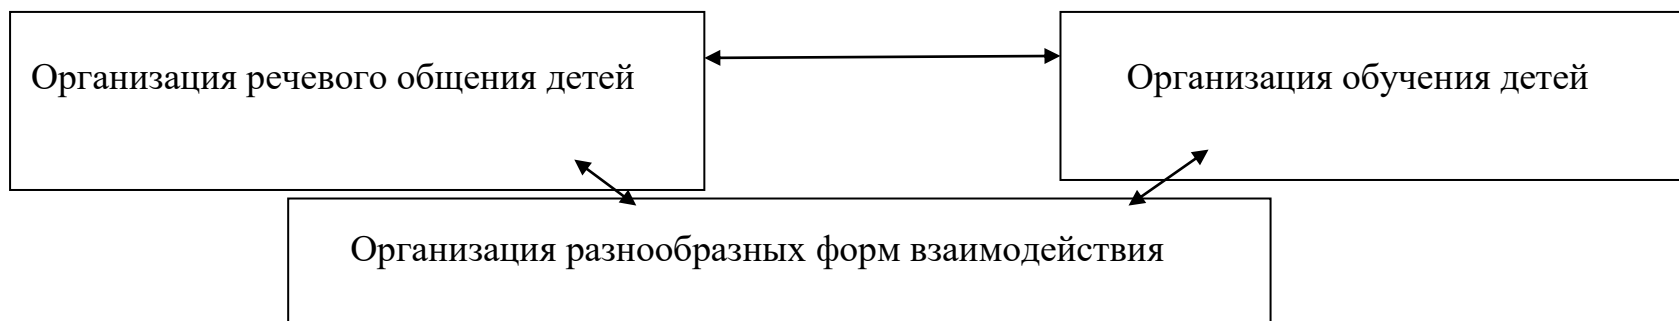 Организация речевого общения детей
Организация обучения детей
Организация разнообразных форм взаимодействия